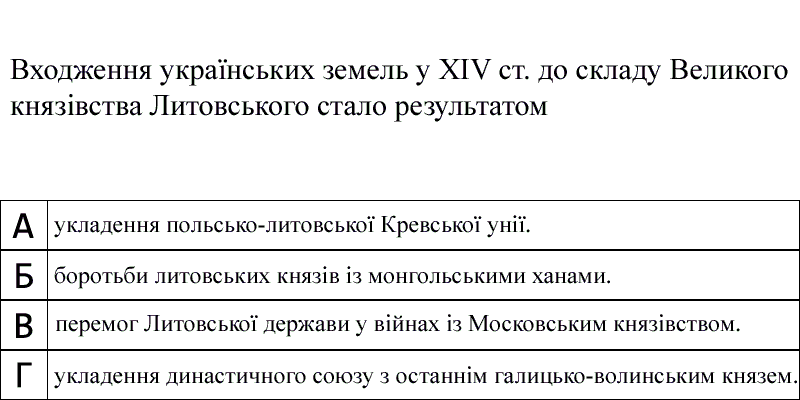 Входження українських земель у XIV ст. до складу Великого
князівства Литовського стало результатом
А укладення польсько-литовської Кревської унії.
Б боротьби литовських князів із монгольськими ханами.
В перемог Литовської держави у війнах із Московським князівством.
Г укладення династичного союзу з останнім галицько-волинським князем.